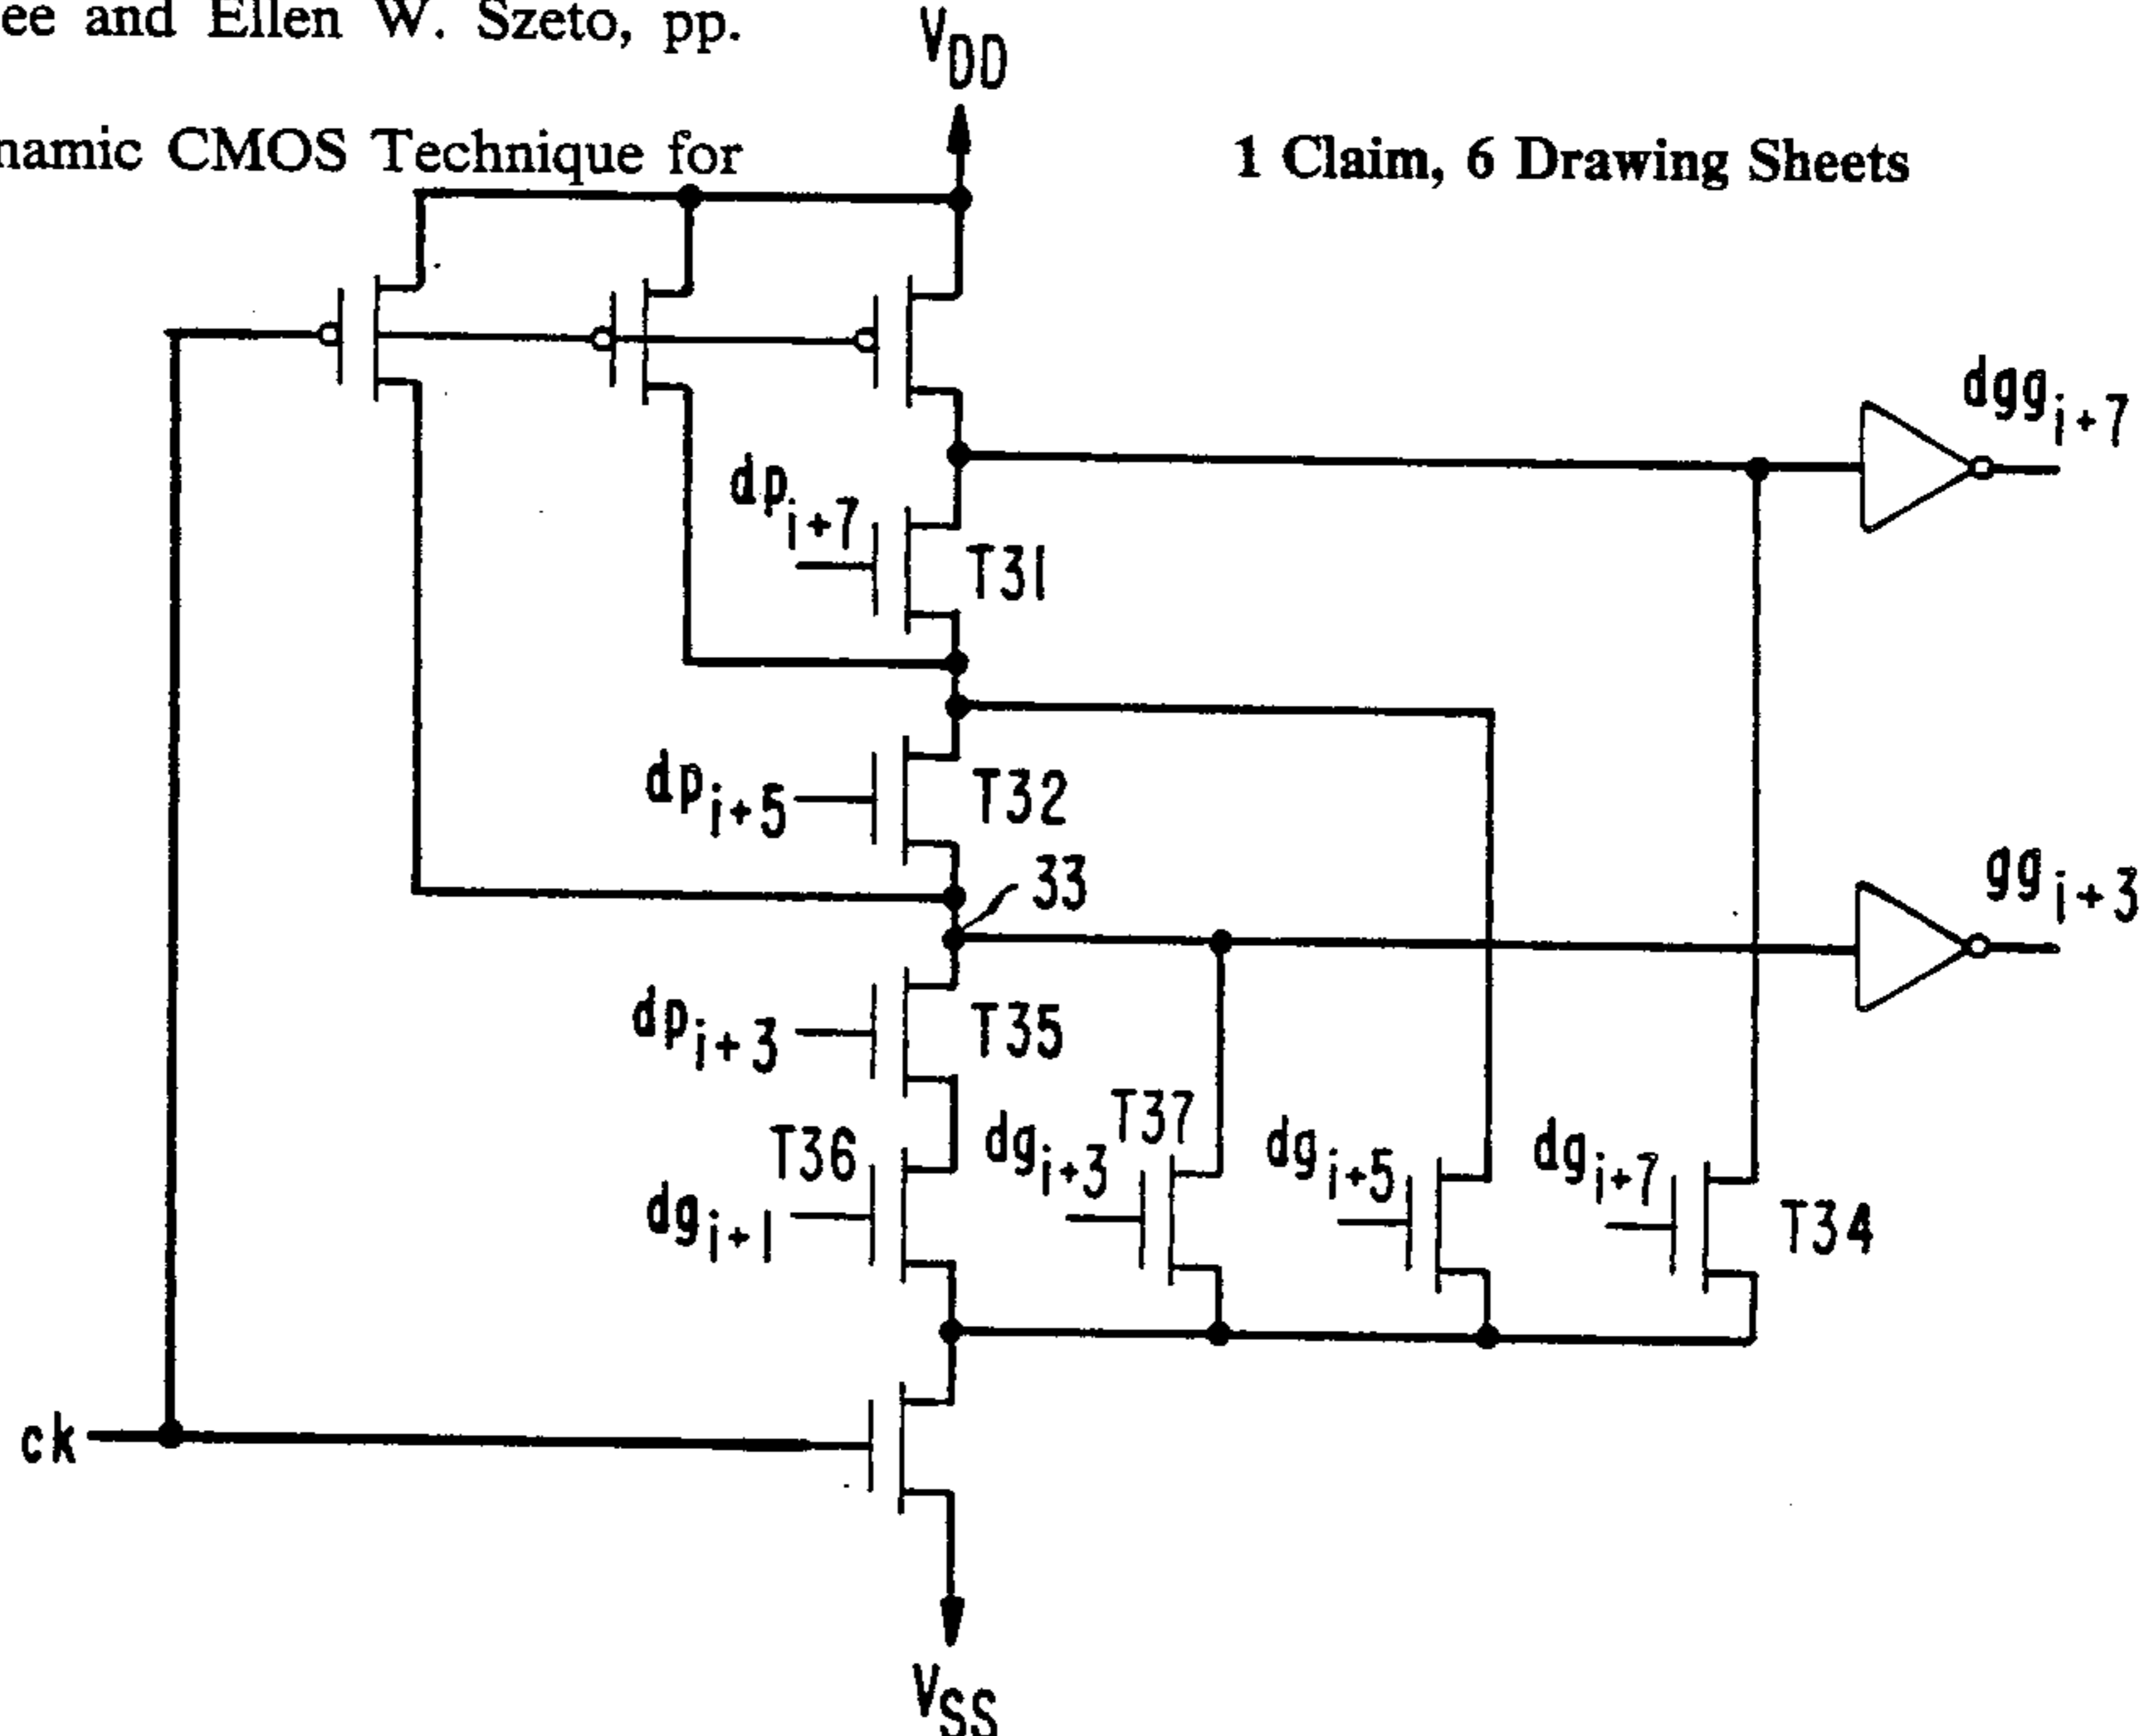 ee and Ellen W. Szeto, pp.
namic CMOS Technique for
1 Claim, 6 Drawing Sheets
VDD
dggi+7
dpi+7
T31
dpi+5
T32
33
ggi+3
dpi+3
T35
T36
dgi+1
dgi+3
T37
dgi+5
dgi+7
T34
ck
VSS